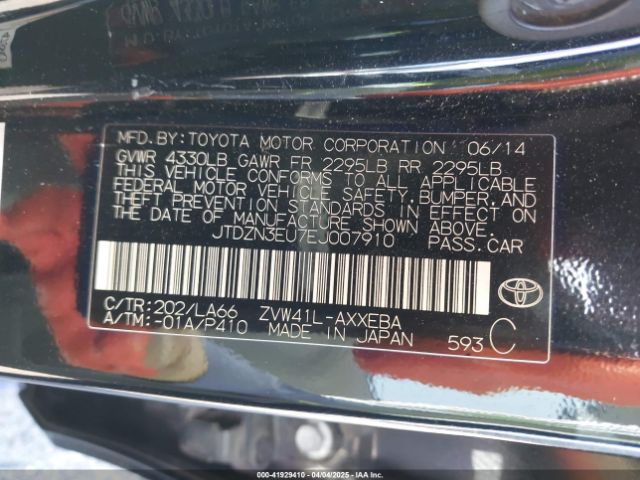 MFD.BY:TOYOTA MOTOR CORPORATION 06/14
GVWR 4330LB GAWR FR 2295LB RR 2295LB
THIS VEHICLE CONFORMS TO ALL APPLICABLE
FEDERAL MOTOR VEHICLE SAFETY,BUMPER,AND
THEFT PREVENTION STANDARDS IN EFFECT ON
THE DATE OF MANUFACTURE SHOWN ABOVE.
JTDZN3EU7EJ007910 PASS.CAR
C/TR:202/LA66 ZVW41L-AXXEBA
A/TM:-01A/P410 MADE IN JAPAN 593 C
TOYOTA
000-41929410 - 04/04/2025 - IAAI.COM